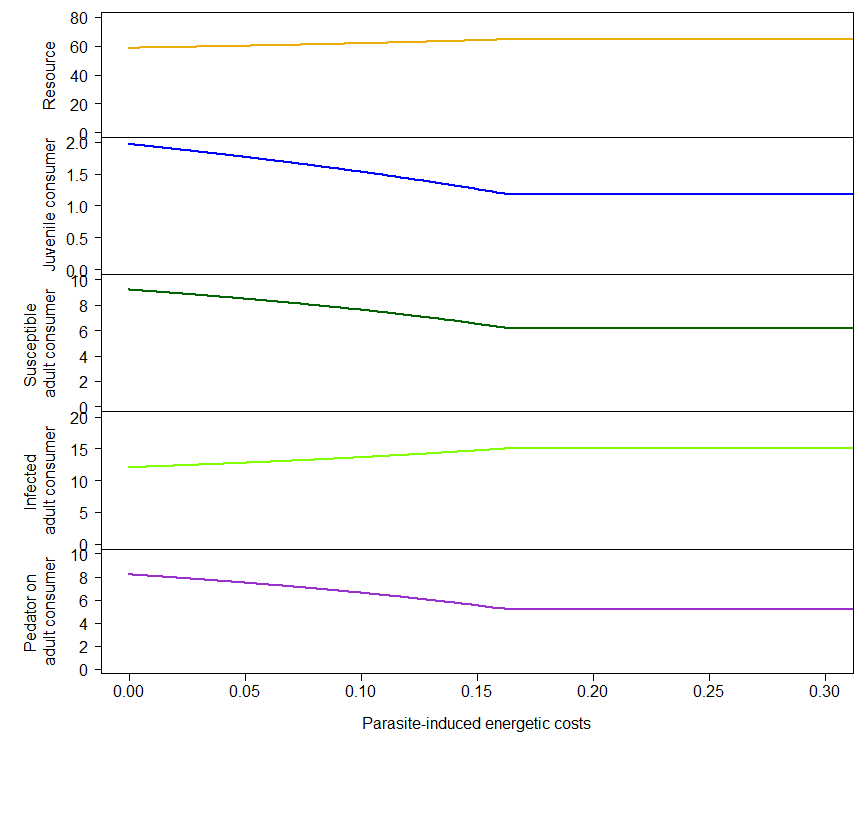 80
60
40
20
0
Resource
2.0
1.5
1.0
0.5
0.0
Juvenile consumer
10
8
6
4
2
0
Susceptible
adult consumer
20
15
10
5
0
Infected
adult consumer
10
8
6
4
2
0
Pedator on
adult consumer
0.00 0.05 0.10 0.15 0.20 0.25 0.30
Parasite-induced energetic costs